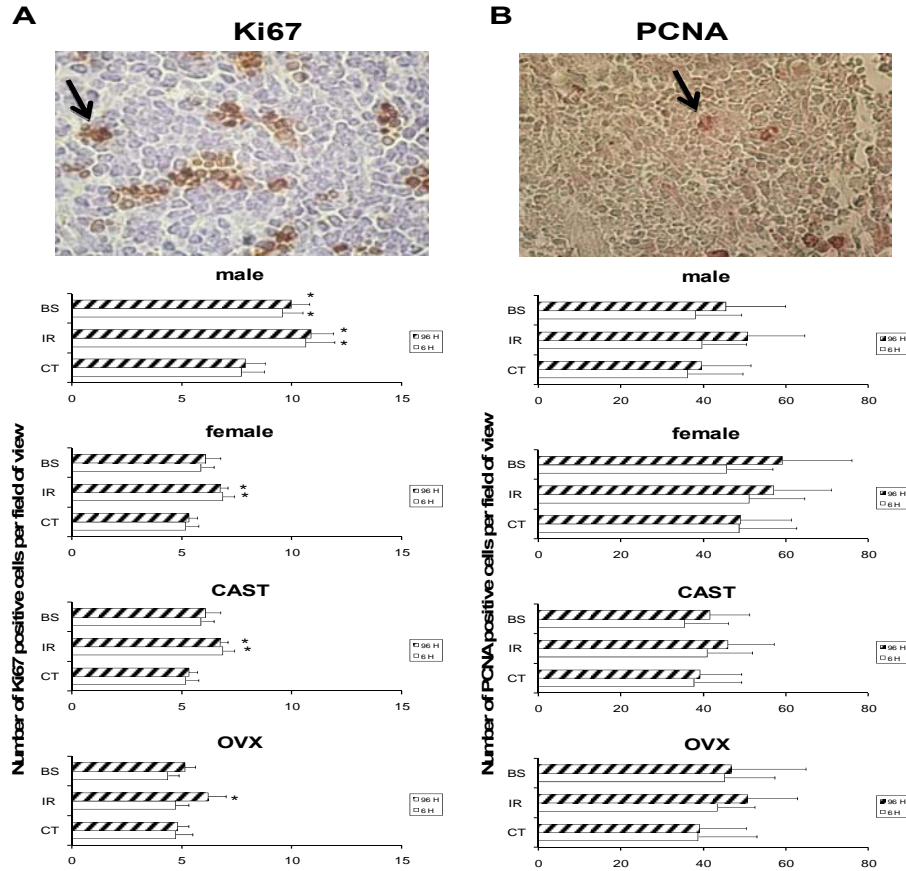 A
Ki67
male
BS
*
*
IR
*
*
CT
96 H
6 H
0 5 10 15
female
BS
IR
*
*
CT
96 H
6 H
0 5 10 15
CAST
BS
IR
*
*
CT
96 H
6 H
0 5 10 15
OVX
BS
IR
*
CT
96 H
6 H
0 5 10 15
Number of Ki67 positive cells per field of view
B
PCNA
male
BS
IR
CT
96 H
6 H
0 20 40 60 80
female
BS
IR
CT
96 H
6 H
0 20 40 60 80
CAST
BS
IR
CT
96 H
6 H
0 20 40 60 80
OVX
BS
IR
CT
96 H
6 H
0 20 40 60 80
Number of PCNA positive cells per field of view